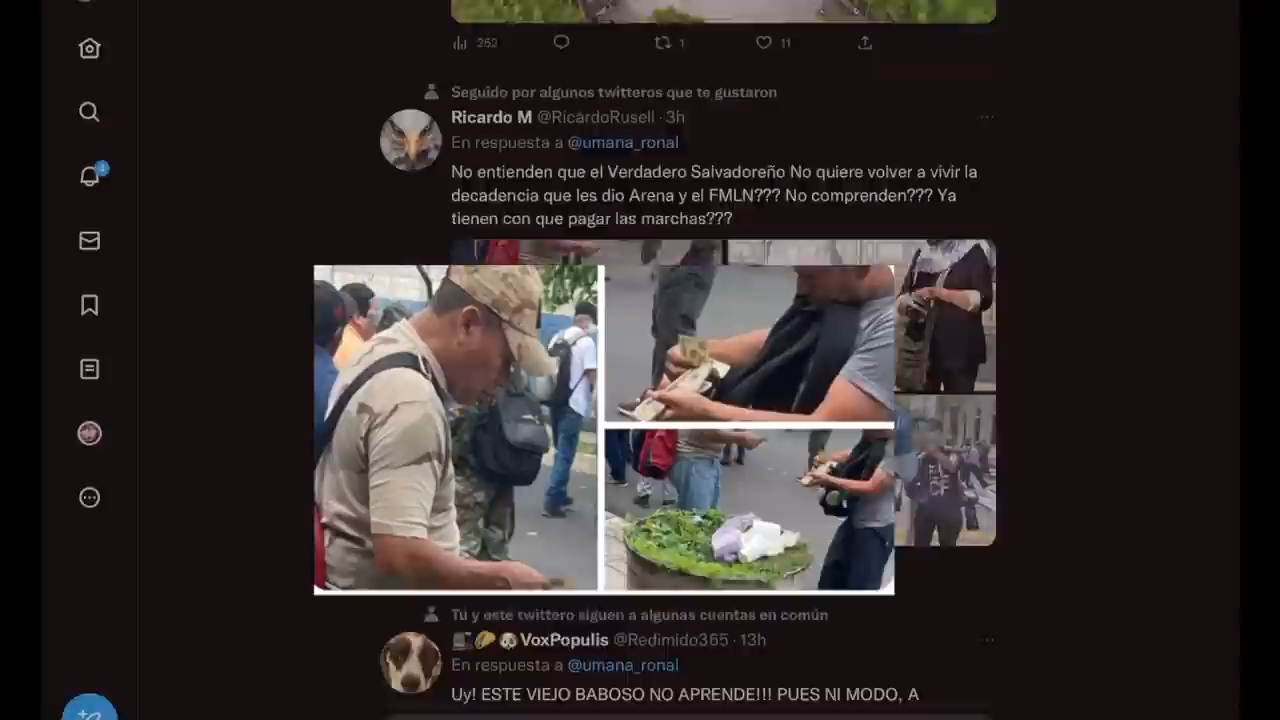 252
1
11
Seguido por algunos twitteros que te gustaron
Ricardo M @RicardoRusell · 3h
En respuesta a @umana_ronal
No entienden que el Verdadero Salvadoreño No quiere volver a vivir la
decadencia que les dio Arena y el FMLN??? No comprenden??? Ya
tienen con que pagar las marchas???
Tú y este twittero siguen a algunas cuentas en común
VoxPopulis @Redimido365 · 13h
En respuesta a @umana_ronal
Uy! ESTE VIEJO BABOSO NO APRENDE!!! PUES NI MODO, A